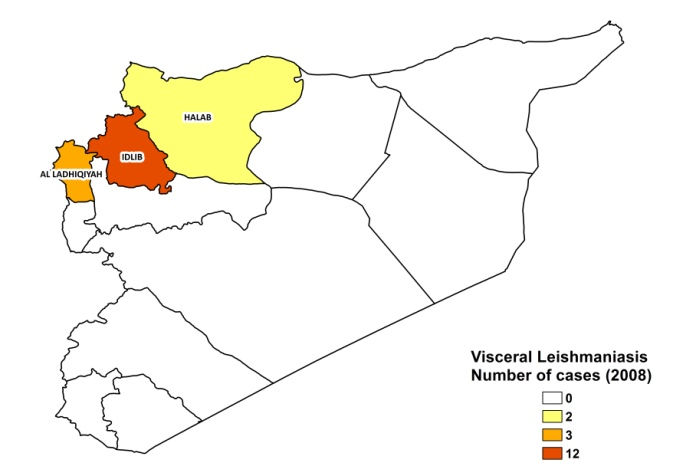 HALAB
IDLIB
AL LADHIQIYAH
Visceral Leishmaniasis
Number of cases (2008)
0
2
3
12